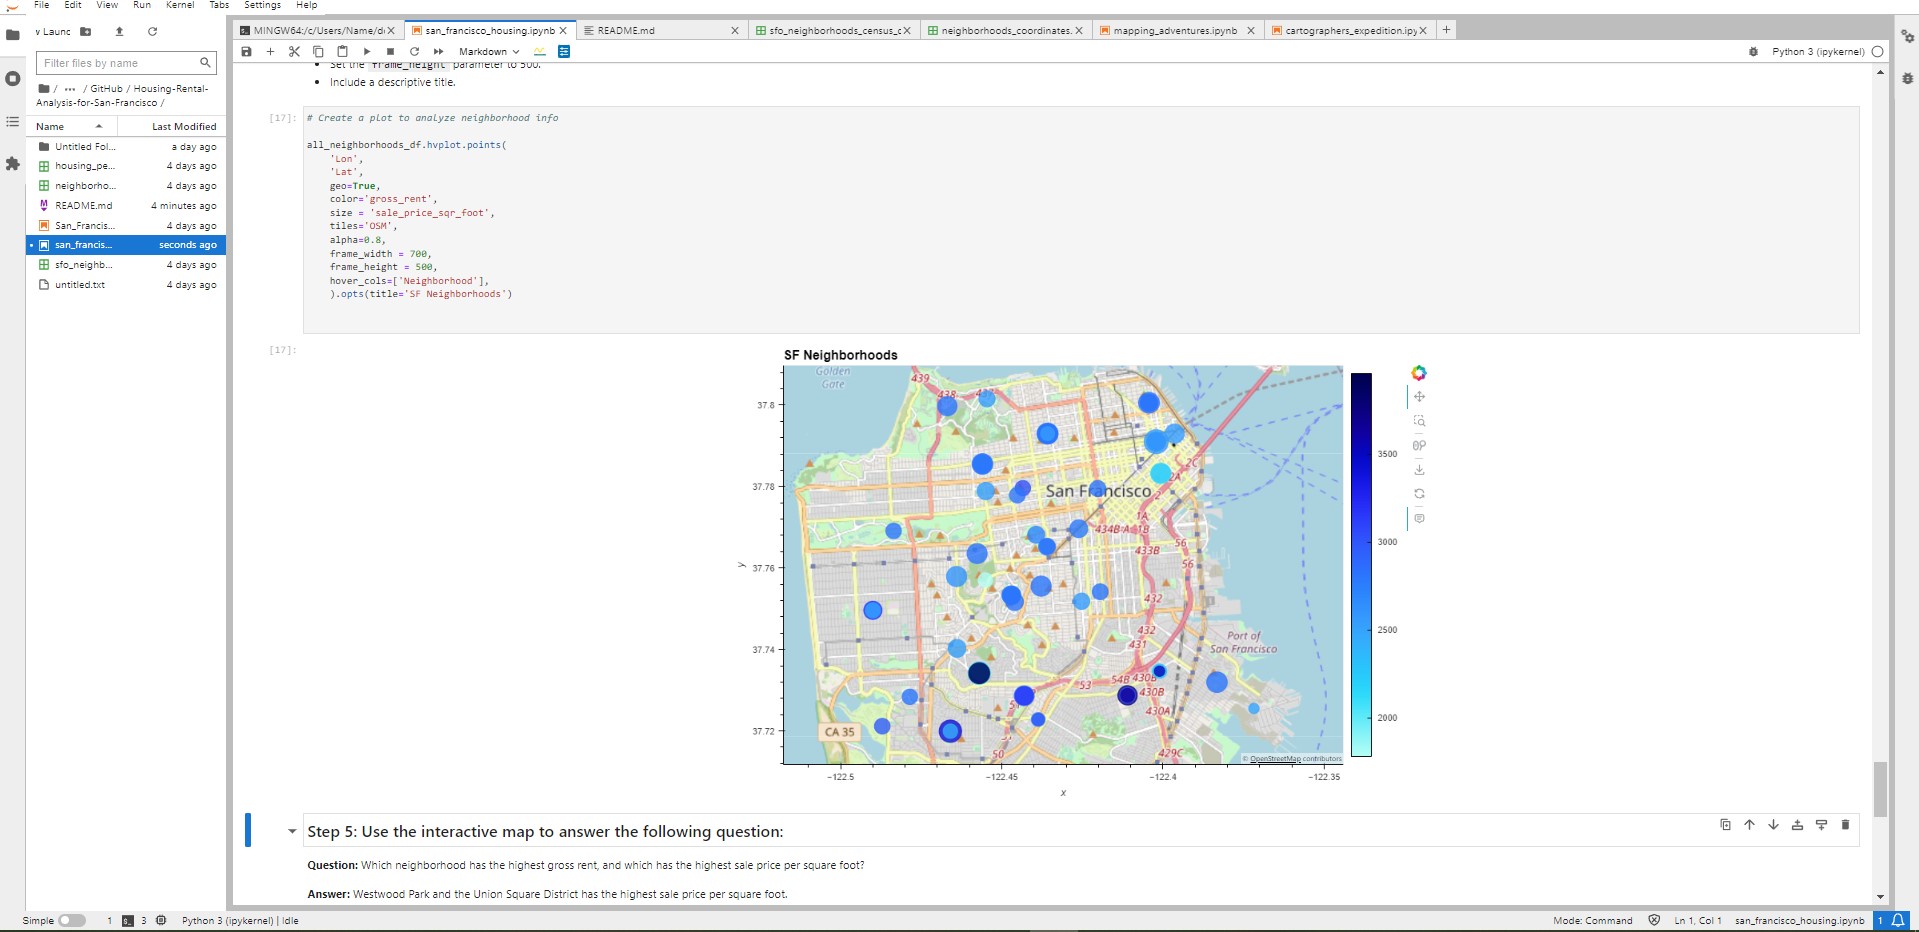 File Edit View Run Kernel Tabs Settings Help
v Launc
MINGW64:/c/Users/Name/d
san_francisco_housing.ipynb
README.md
sfo_neighborhoods_census_c
neighborhoods_coordinates.
mapping_adventures.ipynb
cartographers_expedition.ipy
Markdown
Python 3 (ipykernel)
Filter files by name
/ ··· / GitHub / Housing-Rental-
Analysis-for-San-Francisco /
Name Last Modified
Untitled Fol... a day ago
housing_pe... 4 days ago
neighborho... 4 days ago
README.md 4 minutes ago
San_Francis... 4 days ago
san_francis... seconds ago
sfo_neighb... 4 days ago
untitled.txt 4 days ago
Set the frame_height parameter to 500.
• Include a descriptive title.
[17]:
# Create a plot to analyze neighborhood info
all_neighborhoods_df.hvplot.points(
'Lon',
'Lat',
geo=True,
color='gross_rent',
size = 'sale_price_sqr_foot',
tiles='OSM',
alpha=0.8,
frame_width = 700,
frame_height = 500,
hover_cols=['Neighborhood'],
).opts(title='SF Neighborhoods')
[17]:
SF Neighborhoods
Golden
Gate
439
438
437
37.8
37.78
37.76
37.74
37.72
y
San Francisco
2C
2A
2
1A
434B
A
1B
433B
56
56
432
432
431
Port of
San Francisco
53
54B
430B
430B
430A
429C
50
CA 35
© OpenStreetMap contributors
-122.5
-122.45
-122.4
-122.35
x
3500
3000
2500
2000
Step 5: Use the interactive map to answer the following question:
Question: Which neighborhood has the highest gross rent, and which has the highest sale price per square foot?
Answer: Westwood Park and the Union Square District has the highest sale price per square foot.
Simple
1
3
Python 3 (ipykernel) | Idle
Mode: Command
Ln 1, Col 1
san_francisco_housing.ipynb
1